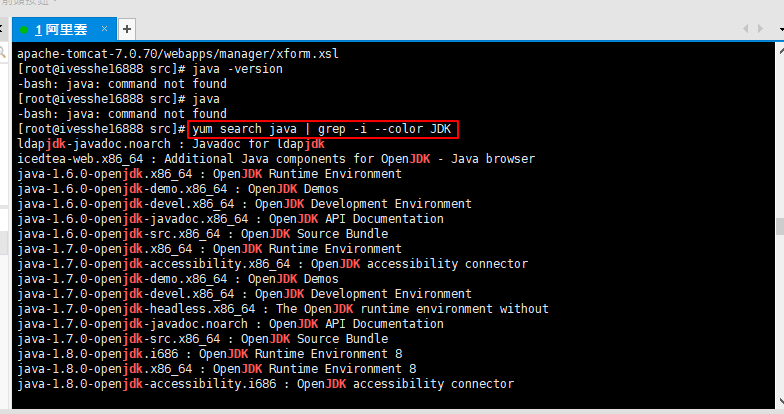 1 阿里雲
apache-tomcat-7.0.70/webapps/manager/xform.xsl
[root@ivesshe16888 src]# java -version
-bash: java: command not found
[root@ivesshe16888 src]# java
-bash: java: command not found
[root@ivesshe16888 src]# yum search java | grep -i --color JDK
ldapjdk-javadoc.noarch : Javadoc for ldapjdk
icedtea-web.x86_64 : Additional Java components for OpenJDK - Java browser
java-1.6.0-openjdk.x86_64 : OpenJDK Runtime Environment
java-1.6.0-openjdk-demo.x86_64 : OpenJDK Demos
java-1.6.0-openjdk-devel.x86_64 : OpenJDK Development Environment
java-1.6.0-openjdk-javadoc.x86_64 : OpenJDK API Documentation
java-1.6.0-openjdk-src.x86_64 : OpenJDK Source Bundle
java-1.7.0-openjdk.x86_64 : OpenJDK Runtime Environment
java-1.7.0-openjdk-accessibility.x86_64 : OpenJDK accessibility connector
java-1.7.0-openjdk-demo.x86_64 : OpenJDK Demos
java-1.7.0-openjdk-devel.x86_64 : OpenJDK Development Environment
java-1.7.0-openjdk-headless.x86_64 : The OpenJDK runtime environment without
java-1.7.0-openjdk-javadoc.noarch : OpenJDK API Documentation
java-1.7.0-openjdk-src.x86_64 : OpenJDK Source Bundle
java-1.8.0-openjdk.i686 : OpenJDK Runtime Environment 8
java-1.8.0-openjdk.x86_64 : OpenJDK Runtime Environment 8
java-1.8.0-openjdk-accessibility.i686 : OpenJDK accessibility connector